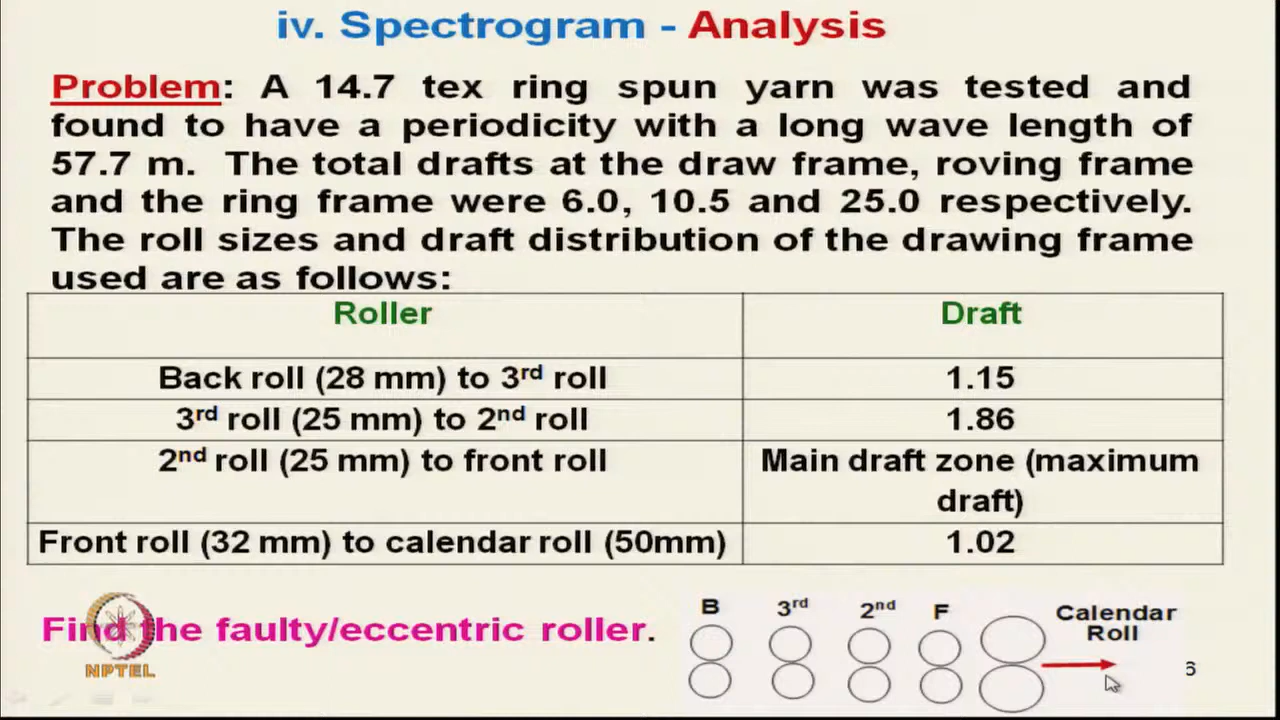 iv. Spectrogram - Analysis
Problem: A 14.7 tex ring spun yarn was tested and
found to have a periodicity with a long wave length of
57.7 m. The total drafts at the draw frame, roving frame
and the ring frame were 6.0, 10.5 and 25.0 respectively.
The roll sizes and draft distribution of the drawing frame
used are as follows:
Roller Draft
Back roll (28 mm) to 3rd roll 1.15
3rd roll (25 mm) to 2nd roll 1.86
2nd roll (25 mm) to front roll Main draft zone (maximum
draft)
Front roll (32 mm) to calendar roll (50mm) 1.02
B 3rd 2nd F Calendar
Roll
Find the faulty/eccentric roller.
NPTEL
6